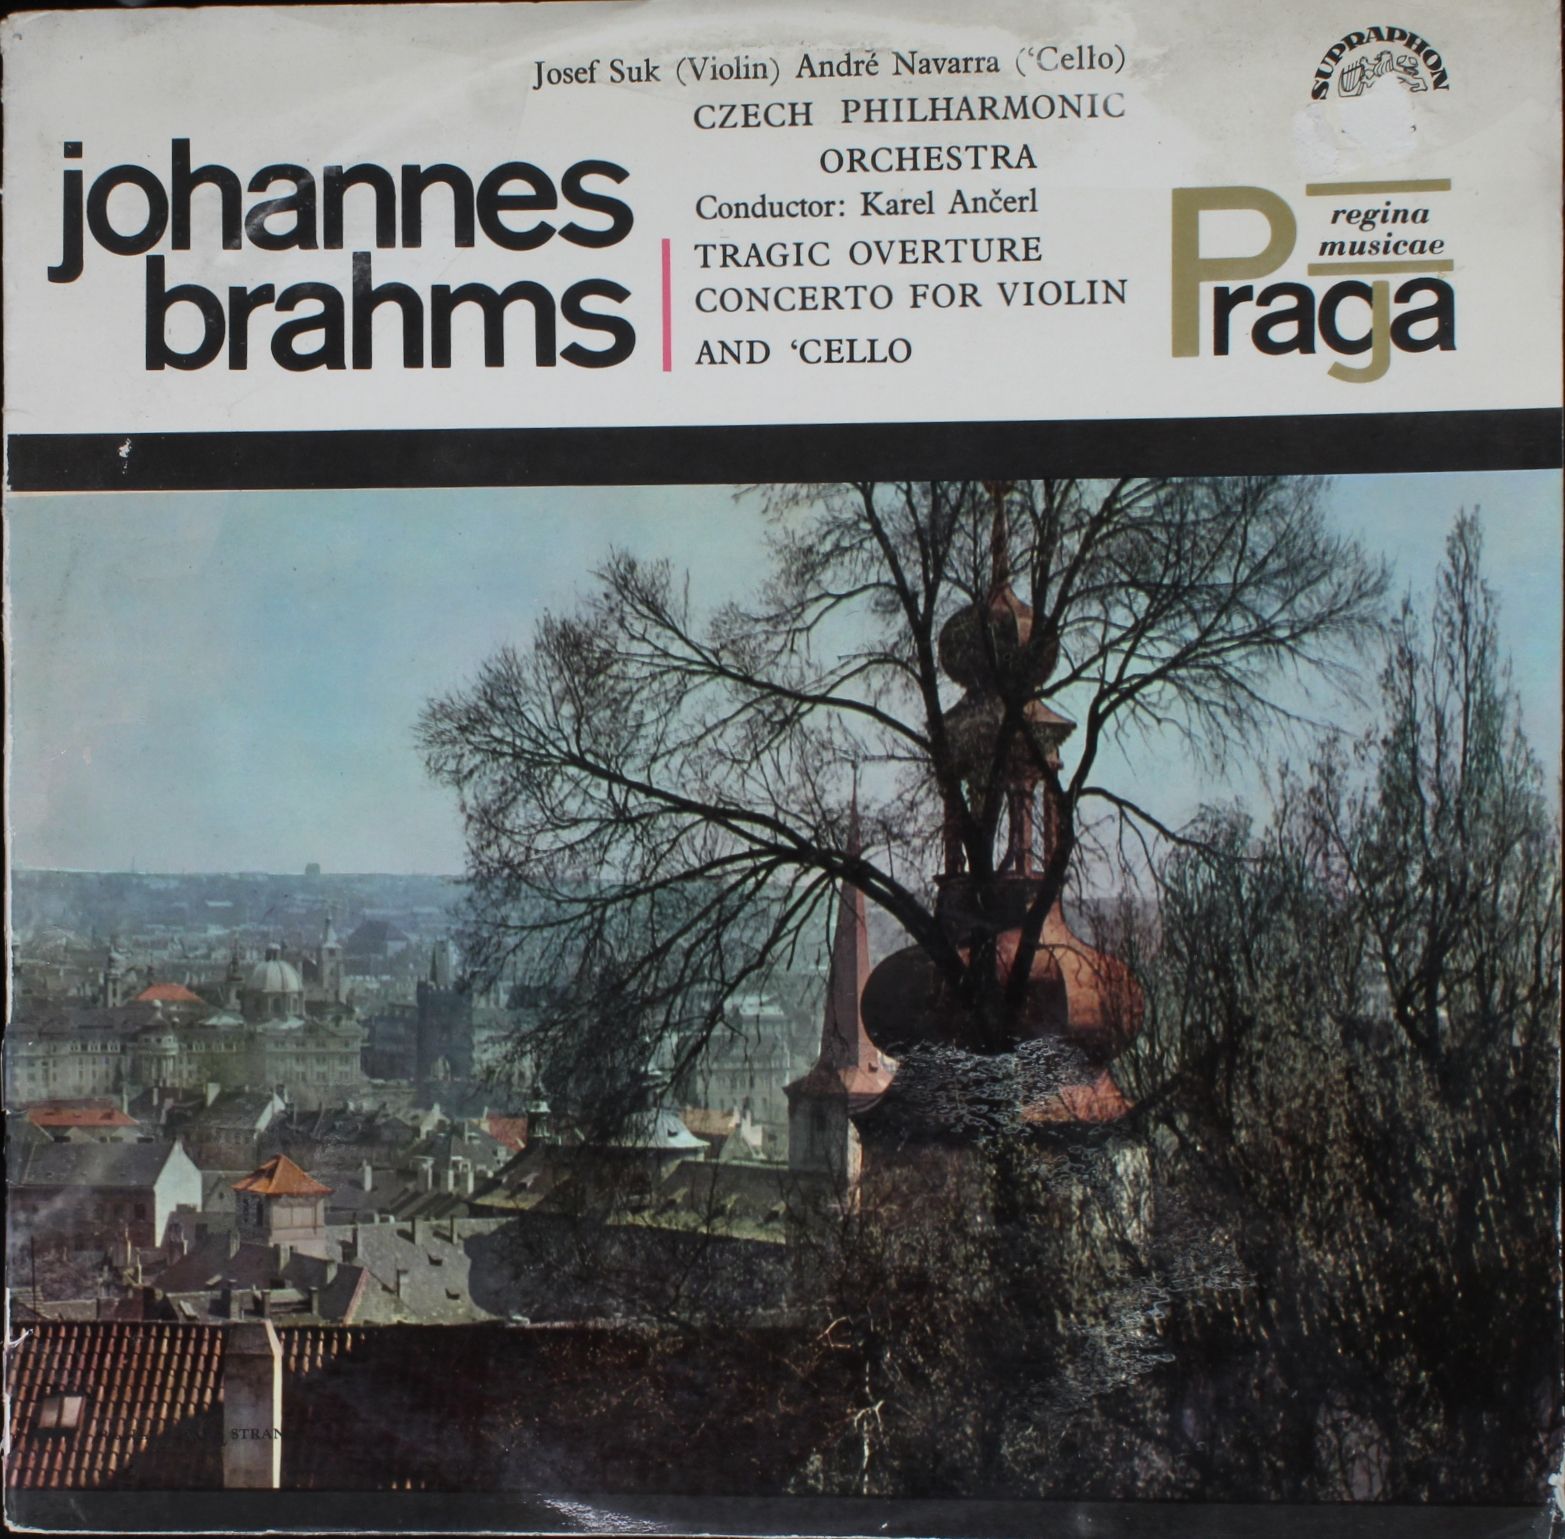 Josef Suk (Violin) André Navarra (‘Cello)
CZECH PHILHARMONIC
ORCHESTRA
Conductor: Karel Ančerl
TRAGIC OVERTURE
CONCERTO FOR VIOLIN
AND ‘CELLO
johannes
brahms
SUPRAPHON
regina
musicae
Praga